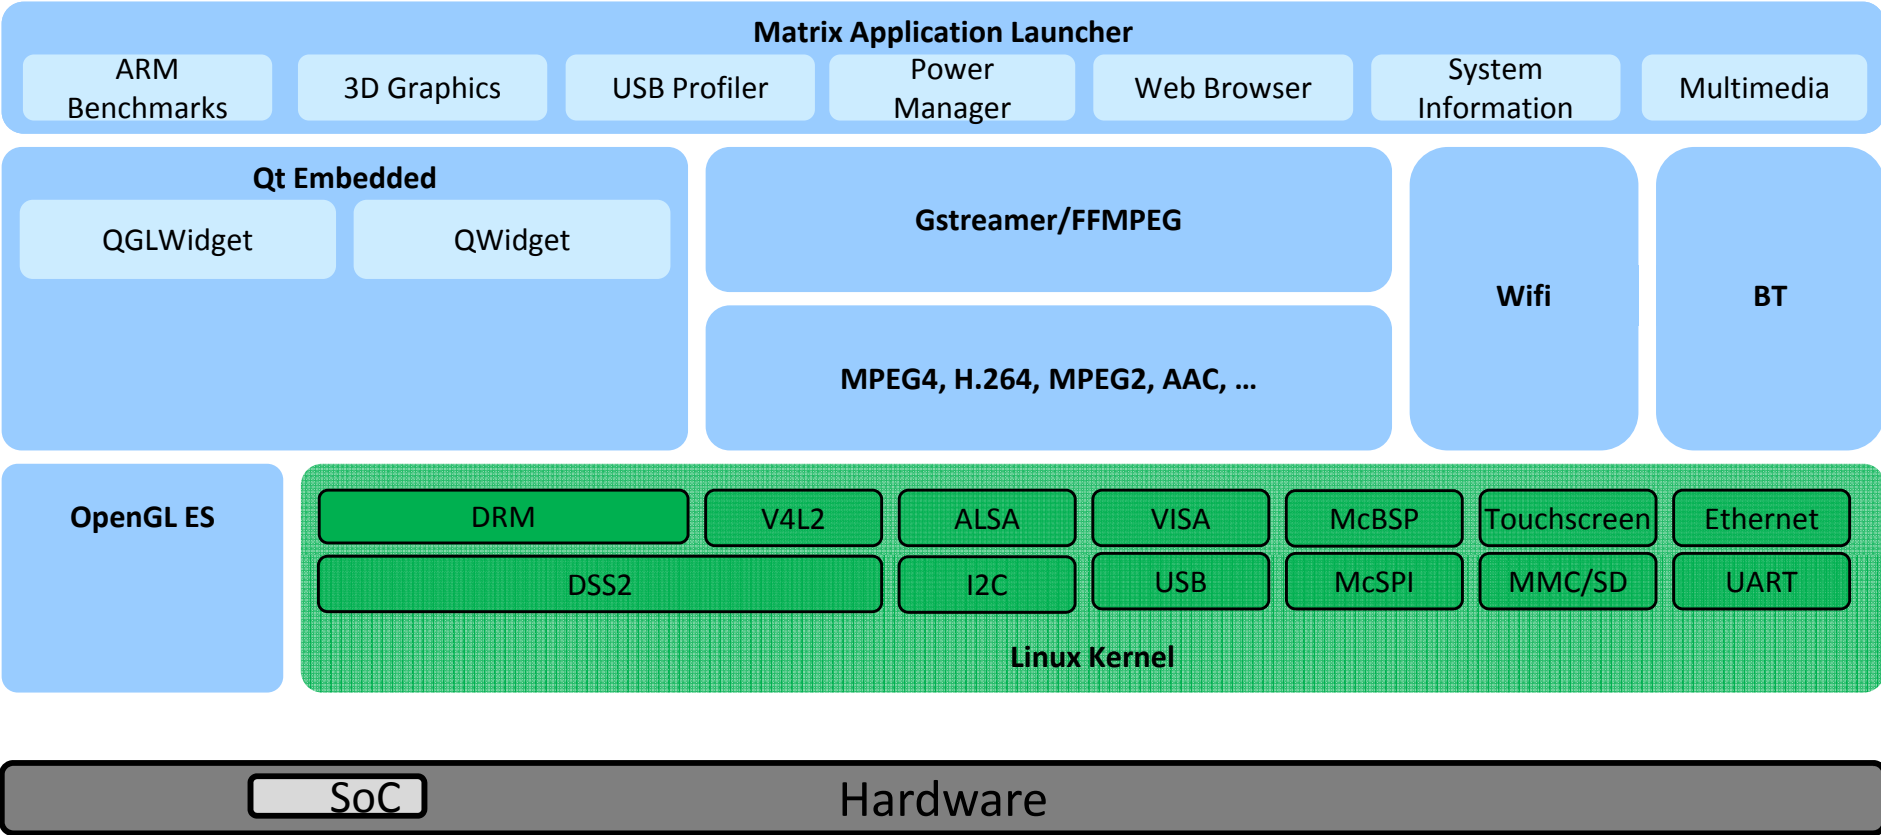 Matrix Application Launcher
ARM
Benchmarks
3D Graphics
USB Profiler
Power
Manager
Web Browser
System
Information
Multimedia
Qt Embedded
QGLWidget
QWidget
Gstreamer/FFMPEG
MPEG4, H.264, MPEG2, AAC, ...
Wifi
BT
OpenGL ES
DRM
V4L2
ALSA
VISA
McBSP
Touchscreen
Ethernet
DSS2
I2C
USB
McSPI
MMC/SD
UART
Linux Kernel
SoC
Hardware